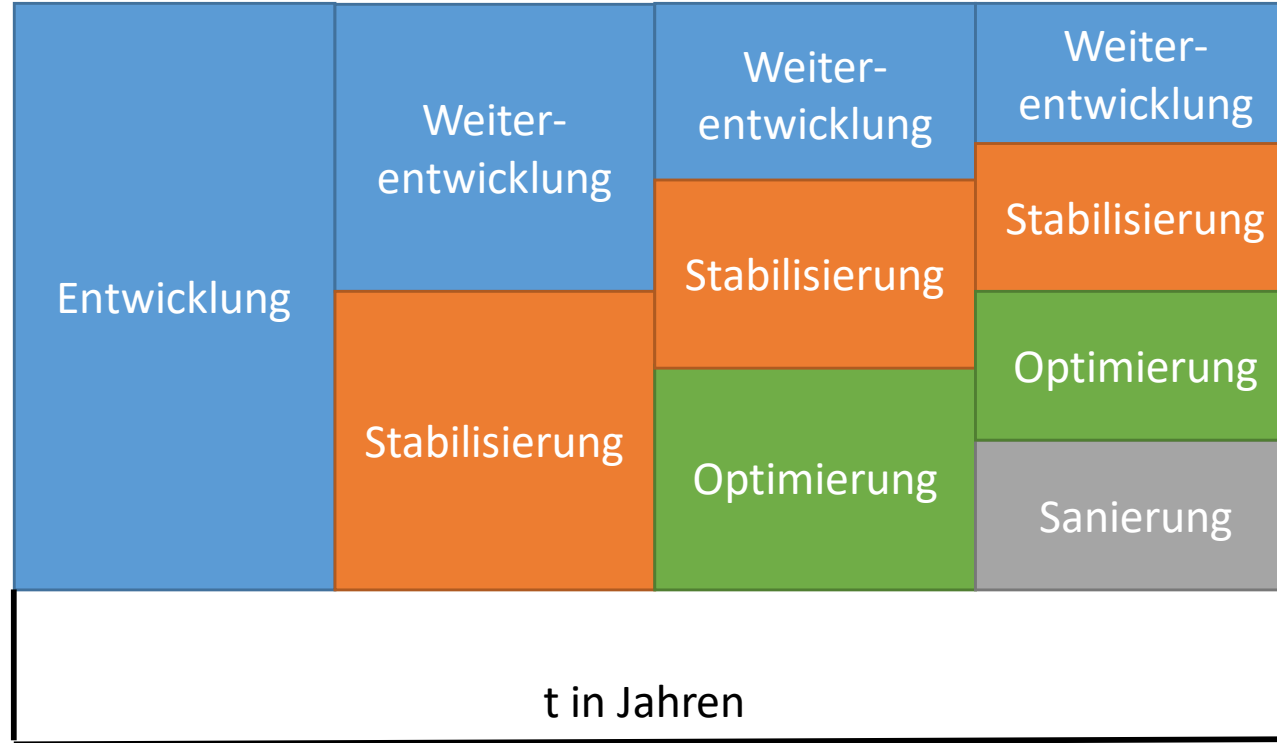 Entwicklung
Weiter-
entwicklung
Stabilisierung
Weiter-
entwicklung
Stabilisierung
Optimierung
Weiter-
entwicklung
Stabilisierung
Optimierung
Sanierung
t in Jahren